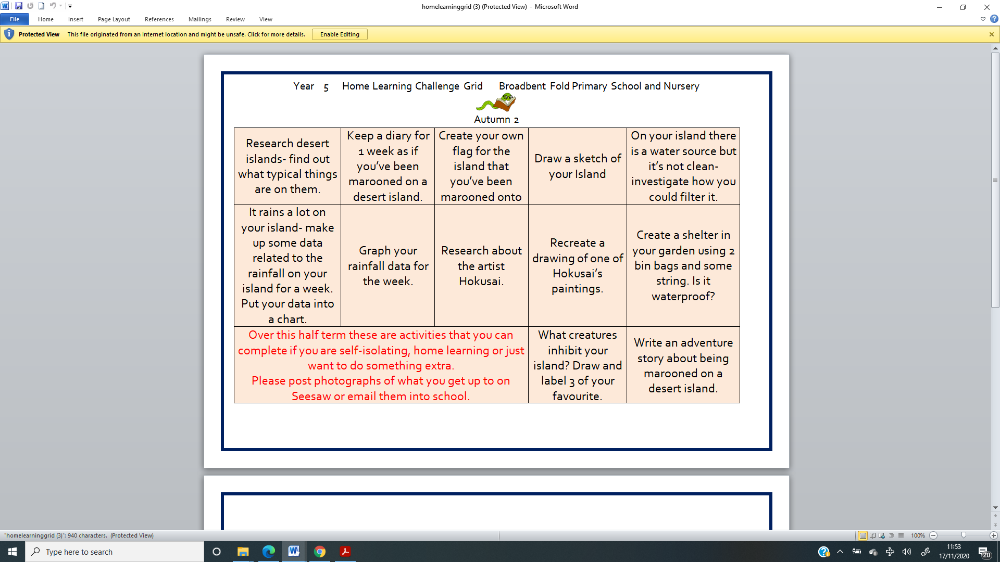 homelearninggrid (3) (Protected View) - Microsoft Word
File Home Insert Page Layout References Mailings Review View
Protected View This file originated from an Internet location and might be unsafe. Click for more details. Enable Editing
Year 5 Home Learning Challenge Grid Broadbent Fold Primary School and Nursery
Autumn 2
Research desert
islands- find out
what typical things
are on them.
Keep a diary for
1 week as if
you’ve been
marooned on a
desert island.
Create your own
flag for the
island that
you’ve been
marooned onto
Draw a sketch of
your Island
On your island there
is a water source but
it’s not clean-
investigate how you
could filter it.
It rains a lot on
your island- make
up some data
related to the
rainfall on your
island for a week.
Put your data into
a chart.
Graph your
rainfall data for
the week.
Research about
the artist
Hokusai.
Recreate a
drawing of one of
Hokusai’s
paintings.
Create a shelter in
your garden using 2
bin bags and some
string. Is it
waterproof?
Over this half term these are activities that you can
complete if you are self-isolating, home learning or just
want to do something extra.
Please post photographs of what you get up to on
Seesaw or email them into school.
What creatures
inhibit your
island? Draw and
label 3 of your
favourite.
Write an adventure
story about being
marooned on a
desert island.
"homelearninggrid (3)": 940 characters. (Protected View)
100%
Type here to search
11:53
17/11/2020
20